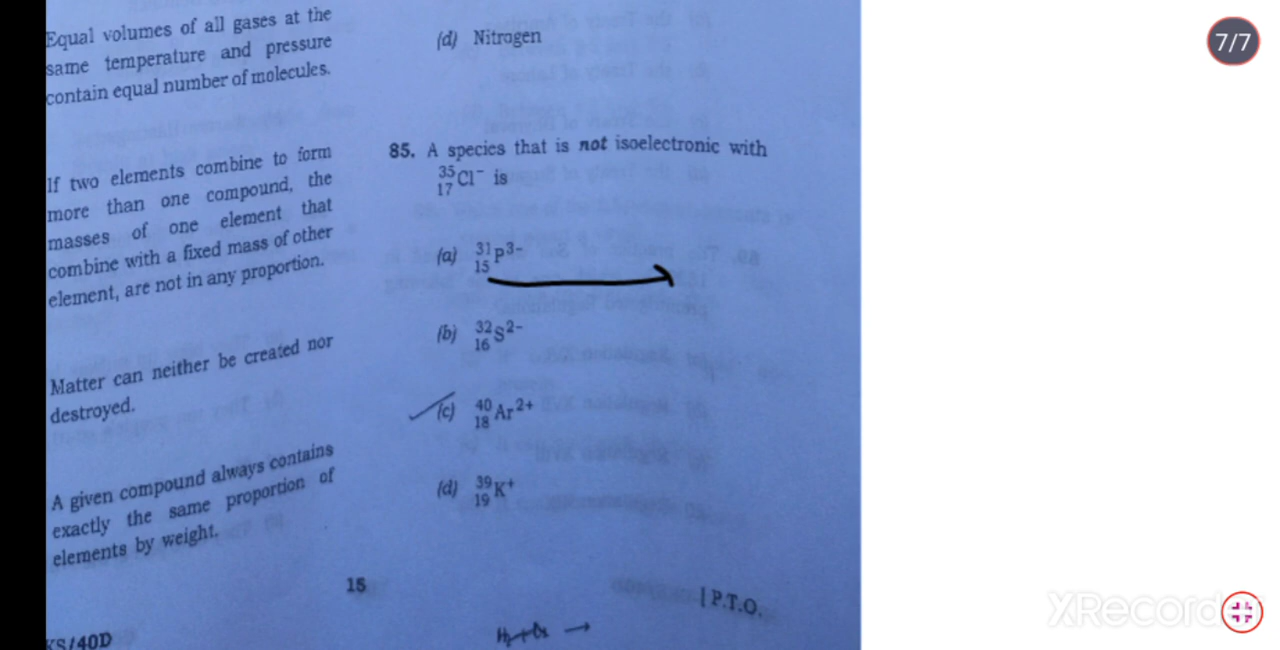 Equal volumes of all gases at the
same temperature and pressure
contain equal number of molecules.
If two elements combine to form
more than one compound, the
masses of one element that
combine with a fixed mass of other
element, are not in any proportion.
Matter can neither be created nor
destroyed.
A given compound always contains
exactly the same proportion of
elements by weight.
15
KS/40D
(d) Nitrogen
85. A species that is not isoelectronic with
³⁵₁₇Cl⁻ is
(a) ³¹₁₅P³⁻
(b) ³²₁₆S²⁻
(c) ⁴⁰₁₈Ar²⁺
(d) ³⁹₁₉K⁺
[ P.T.O.
7/7
XRecorder